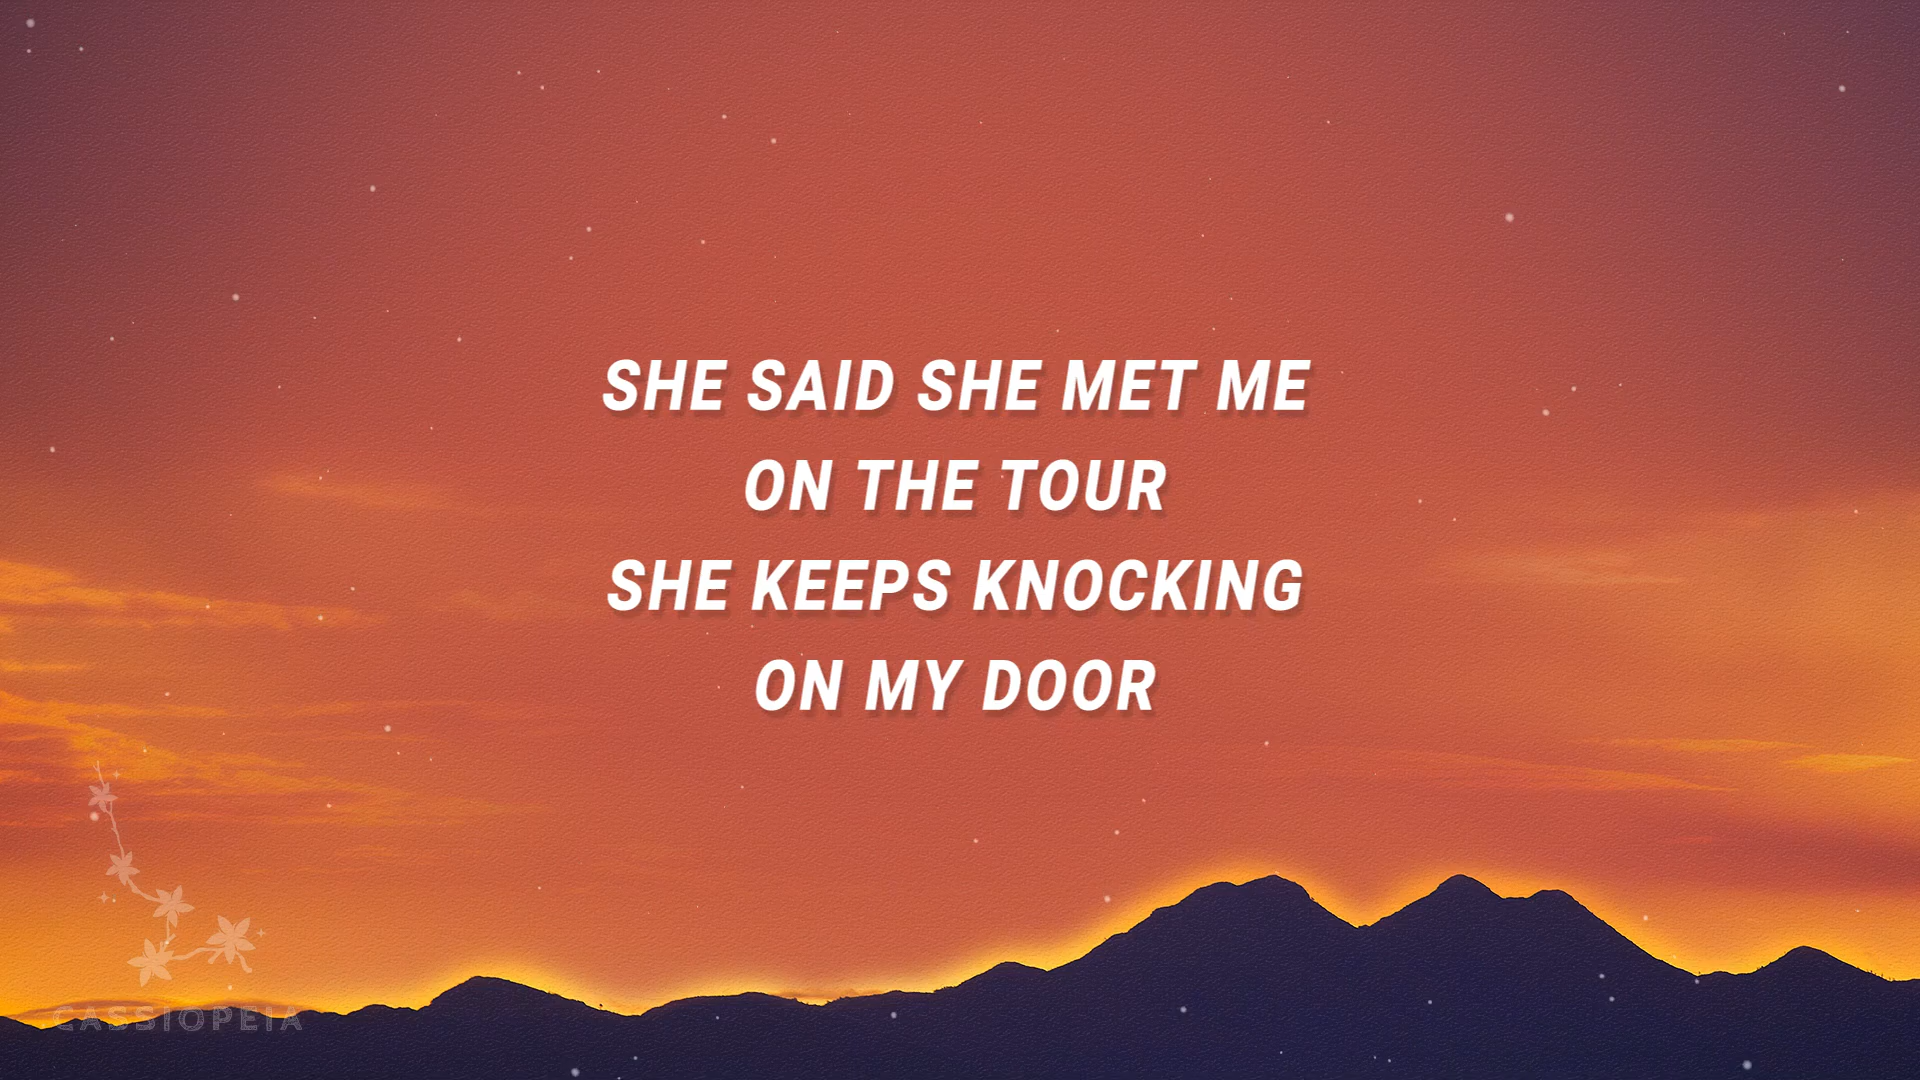 SHE SAID SHE MET ME
ON THE TOUR
SHE KEEPS KNOCKING
ON MY DOOR
CASSIOPEIA